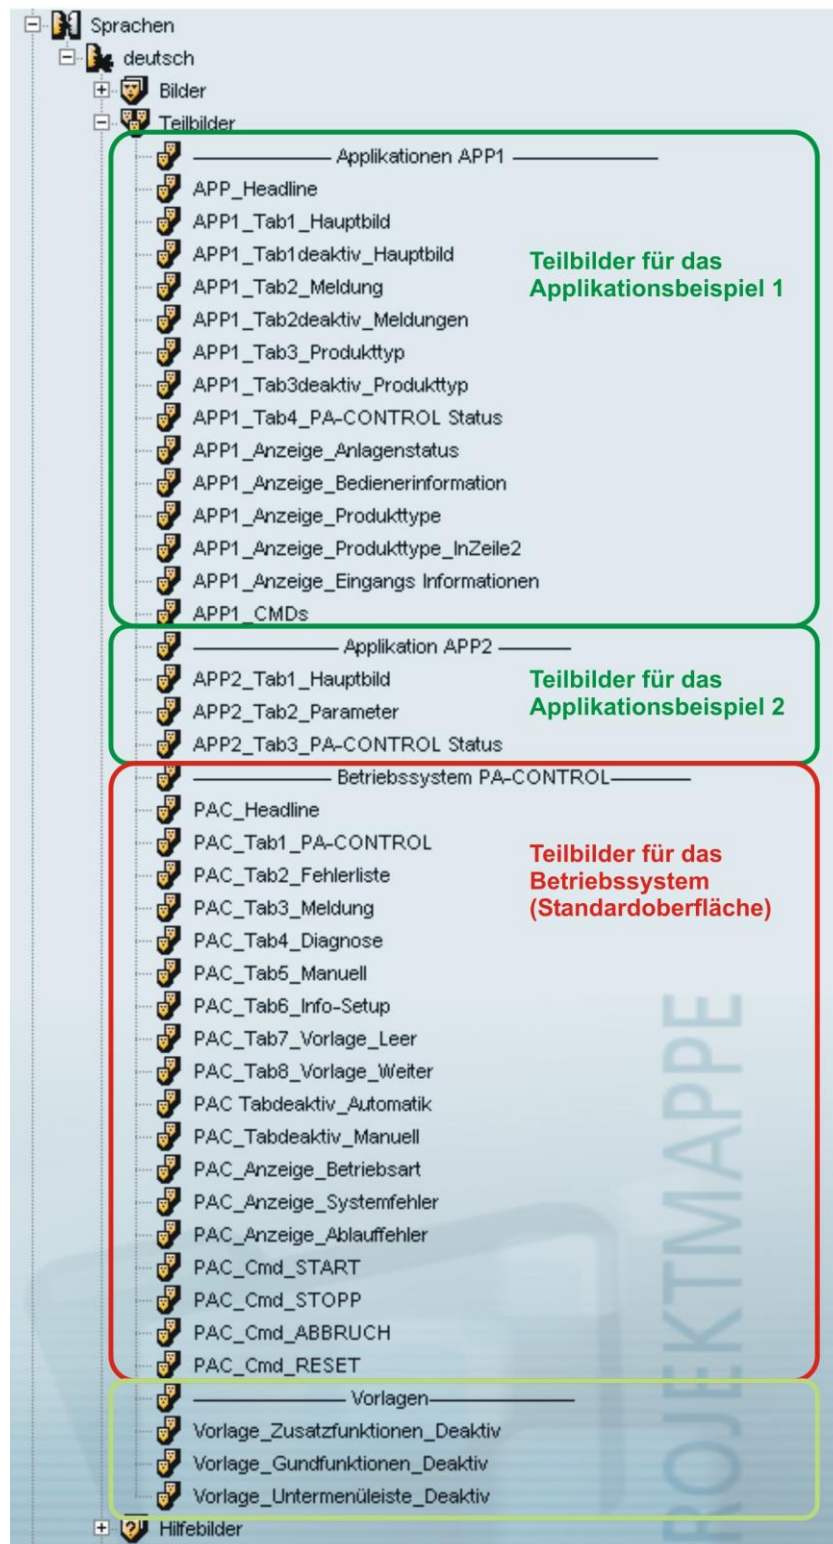 Sprachen
deutsch
Bilder
Teilbilder
Applikationen APP1
APP_Headline
APP1_Tab1_Hauptbild
APP1_Tab1deaktiv_Hauptbild
APP1_Tab2_Meldung
APP1_Tab2deaktiv_Meldungen
APP1_Tab3_Produkttyp
APP1_Tab3deaktiv_Produkttyp
APP1_Tab4_PA-CONTROL Status
APP1_Anzeige_Anlagenstatus
APP1_Anzeige_Bedienerinformation
APP1_Anzeige_Produkttype
APP1_Anzeige_Produkttype_InZeile2
APP1_Anzeige_Eingangs Informationen
APP1_CMDs
Teilbilder für das
Applikationsbeispiel 1
Applikation APP2
APP2_Tab1_Hauptbild
APP2_Tab2_Parameter
APP2_Tab3_PA-CONTROL Status
Teilbilder für das
Applikationsbeispiel 2
Betriebssystem PA-CONTROL
PAC_Headline
PAC_Tab1_PA-CONTROL
PAC_Tab2_Fehlerliste
PAC_Tab3_Meldung
PAC_Tab4_Diagnose
PAC_Tab5_Manuell
PAC_Tab6_Info-Setup
PAC_Tab7_Vorlage_Leer
PAC_Tab8_Vorlage_Weiter
PAC Tabdeaktiv_Automatik
PAC_Tabdeaktiv_Manuell
PAC_Anzeige_Betriebsart
PAC_Anzeige_Systemfehler
PAC_Anzeige_Ablauffehler
PAC_Cmd_START
PAC_Cmd_STOPP
PAC_Cmd_ABBRUCH
PAC_Cmd_RESET
Teilbilder für das
Betriebssystem
(Standardoberfläche)
Vorlagen
Vorlage_Zusatzfunktionen_Deaktiv
Vorlage_Gundfunktionen_Deaktiv
Vorlage_Untermenüleiste_Deaktiv
Hilfebilder
ROJEKTMAPPE